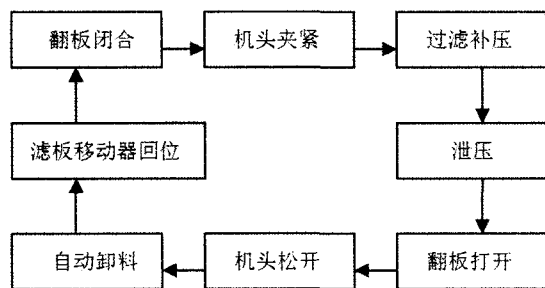 翻板闭合
机头夹紧
过滤补压
滤板移动器回位
泄压
自动卸料
机头松开
翻板打开